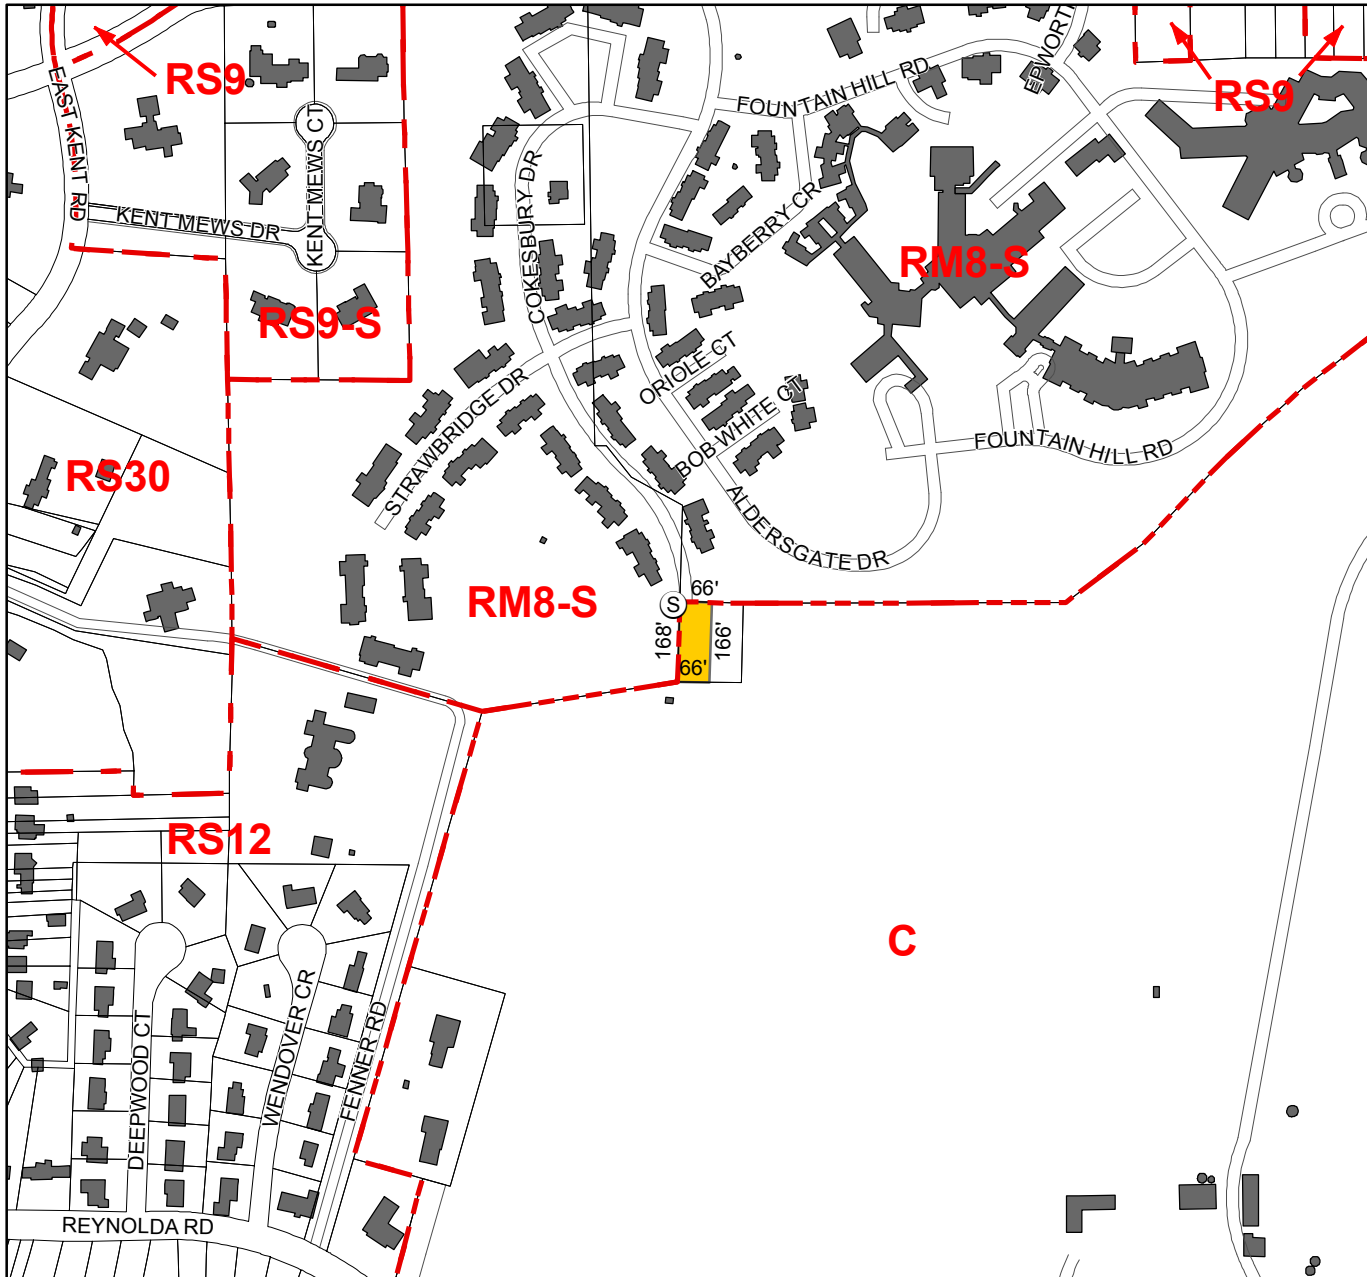 RS9
EAST KENT RD
KENT MEWS CT
KENT MEWS DR
RS9-S
COKESBURY DR
FOUNTAIN HILL RD
EPWORTH
RS9
BAYBERRY CR
RM8-S
ORIOLE CT
STRAWBRIDGE DR
BOB WHITE CT
FOUNTAIN HILL RD
RS30
ALDERSGATE DR
RM8-S
S
66'
168'
166'
66'
RS12
C
DEEPWOOD CT
WENDOVER CR
FENNER RD
REYNOLDA RD